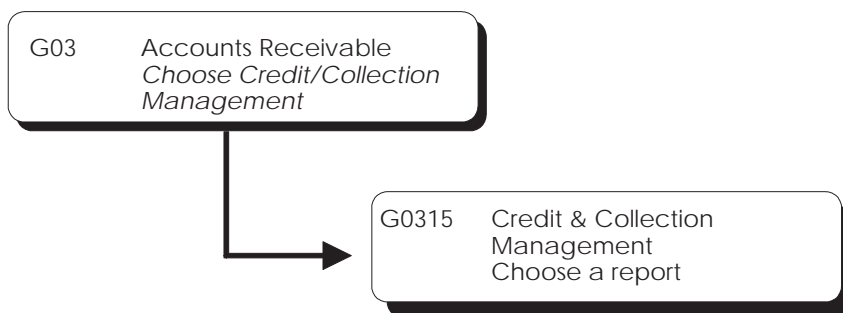 G03 Accounts Receivable
Choose Credit/Collection
Management
G0315 Credit & Collection
Management
Choose a report